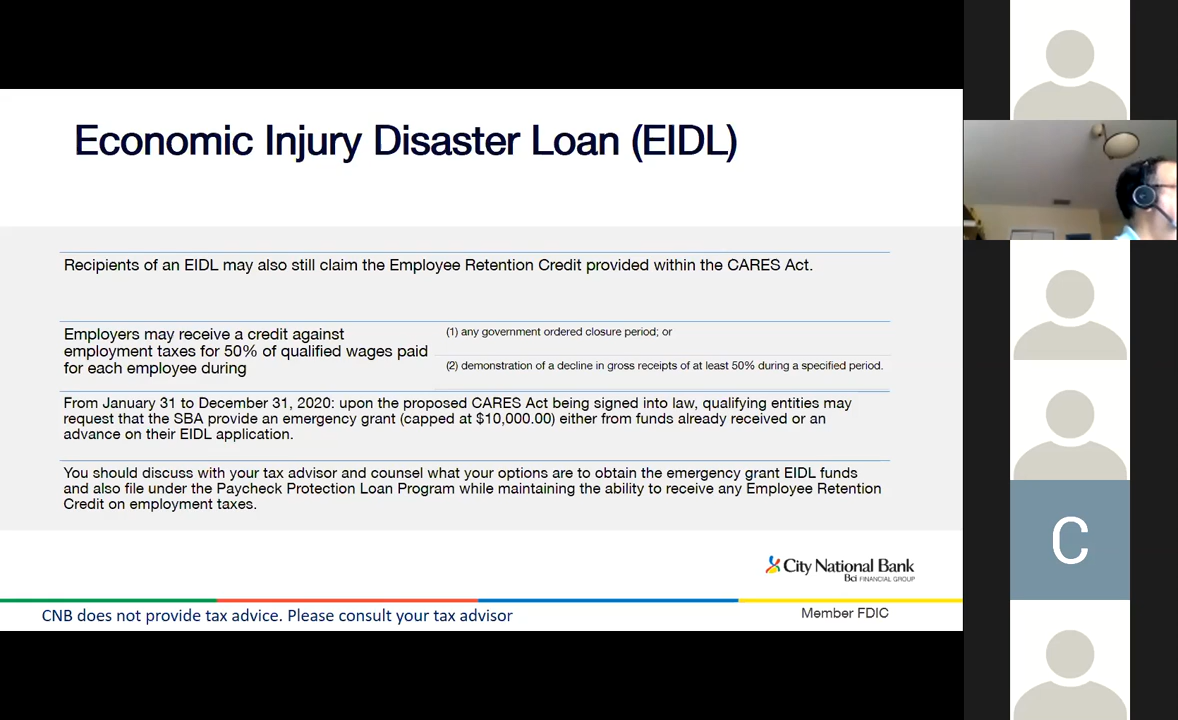 Economic Injury Disaster Loan (EIDL)
Recipients of an EIDL may also still claim the Employee Retention Credit provided within the CARES Act.
Employers may receive a credit against
employment taxes for 50% of qualified wages paid
for each employee during
(1) any government ordered closure period; or
(2) demonstration of a decline in gross receipts of at least 50% during a specified period.
From January 31 to December 31, 2020: upon the proposed CARES Act being signed into law, qualifying entities may
request that the SBA provide an emergency grant (capped at $10,000.00) either from funds already received or an
advance on their EIDL application.
You should discuss with your tax advisor and counsel what your options are to obtain the emergency grant EIDL funds
and also file under the Paycheck Protection Loan Program while maintaining the ability to receive any Employee Retention
Credit on employment taxes.
City National Bank
Bci FINANCIAL GROUP
CNB does not provide tax advice. Please consult your tax advisor
Member FDIC
C